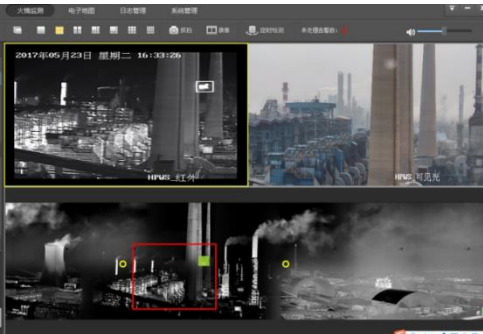 火情监测 电子地图 日志管理 系统管理
抓拍 录像 定时检测 未处理告警数:
2017年05月23日 星期二 16:33:26
HPWS_红外
HPWS_可见光